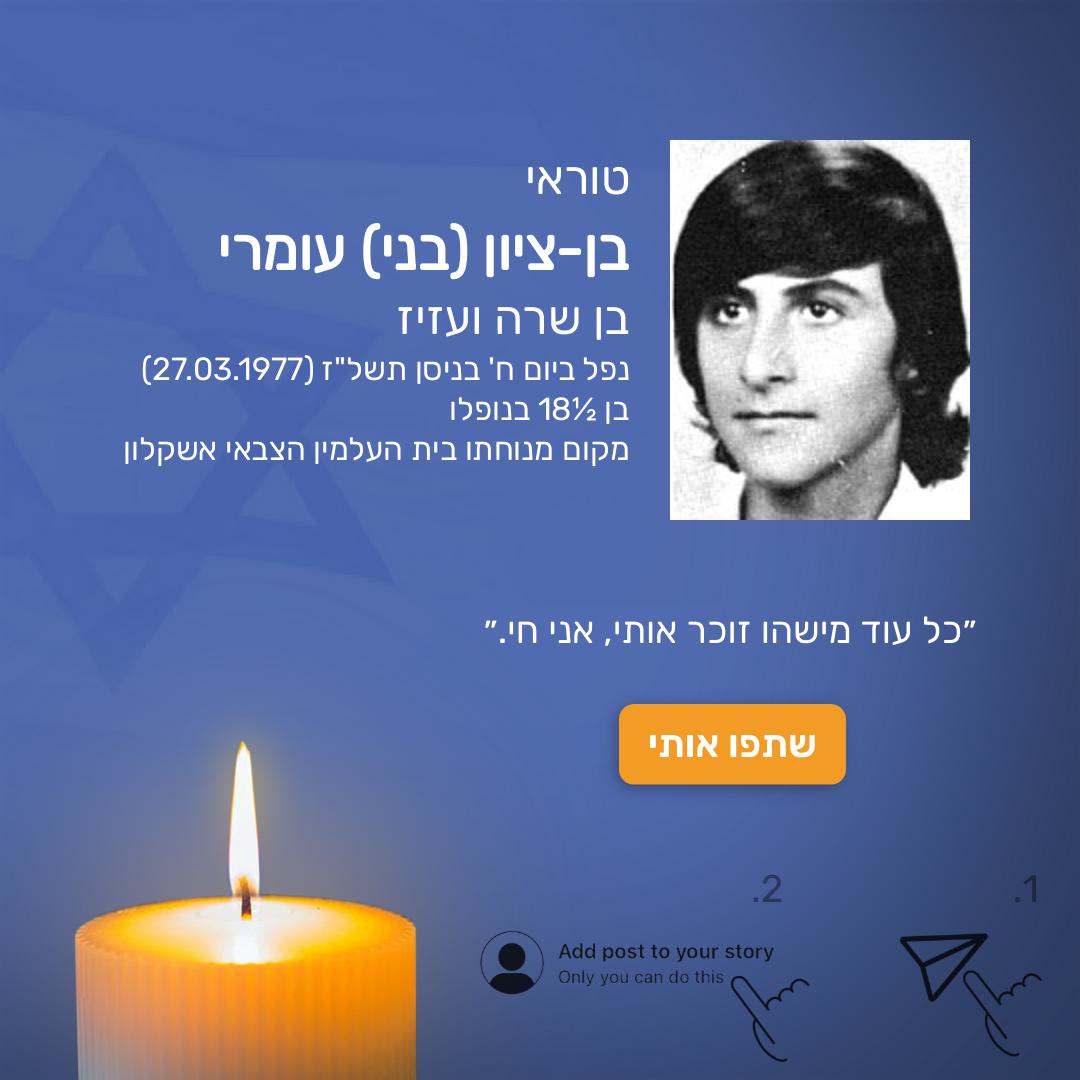 טוראי
בן-ציון (בני) עומרי
בן שרה ועזיז
נפל ביום ח' בניסן תשל"ז (27.03.1977)
בן 18½ בנופלו
מקום מנוחתו בית העלמין הצבאי אשקלון
״כל עוד מישהו זוכר אותי, אני חי.״
שתפו אותי
.1
.2
Add post to your story
Only you can do this